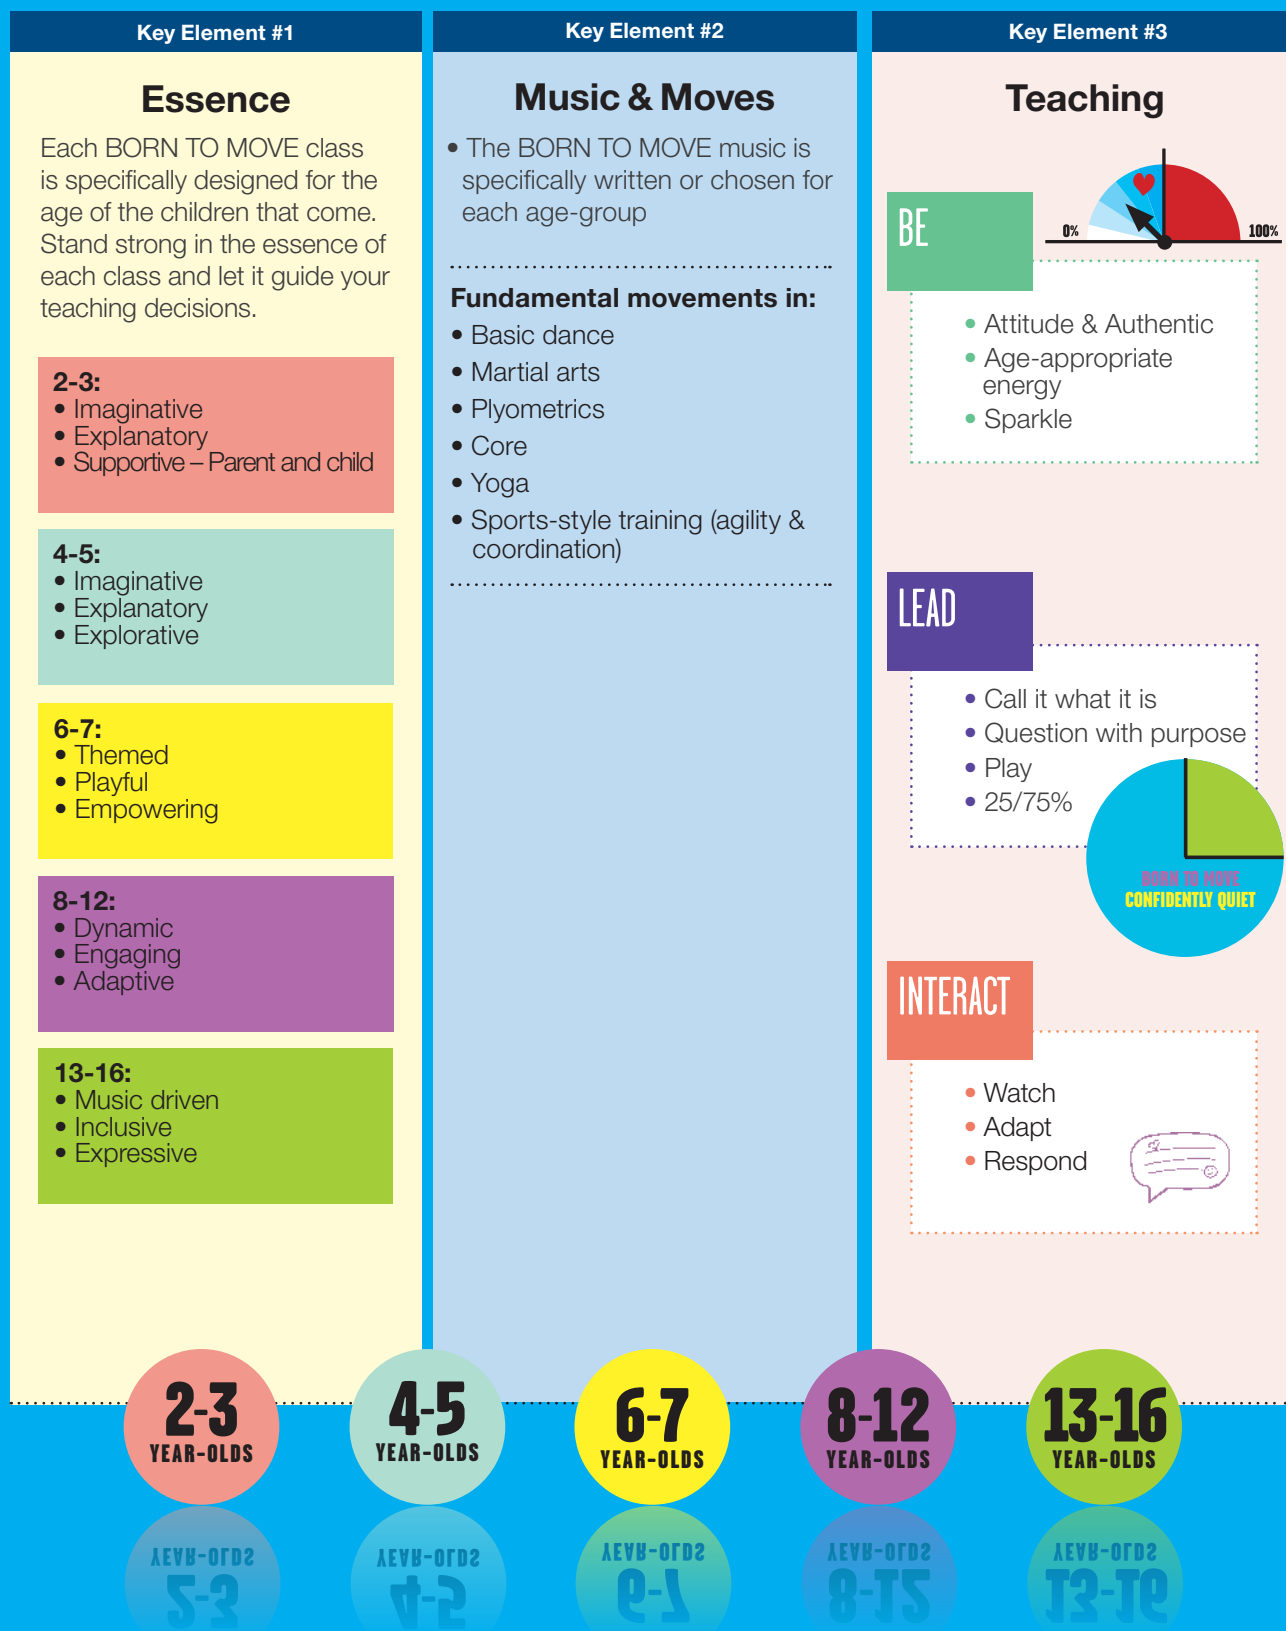 Key Element #1
Essence
Each BORN TO MOVE class
is specifically designed for the
age of the children that come.
Stand strong in the essence of
each class and let it guide your
teaching decisions.
2-3:
• Imaginative
• Explanatory
• Supportive – Parent and child
4-5:
• Imaginative
• Explanatory
• Explorative
6-7:
• Themed
• Playful
• Empowering
8-12:
• Dynamic
• Engaging
• Adaptive
13-16:
• Music driven
• Inclusive
• Expressive
Key Element #2
Music & Moves
• The BORN TO MOVE music is
specifically written or chosen for
each age-group
Fundamental movements in:
• Basic dance
• Martial arts
• Plyometrics
• Core
• Yoga
• Sports-style training (agility &
coordination)
Key Element #3
Teaching
BE
0%
100%
• Attitude & Authentic
• Age-appropriate
energy
• Sparkle
LEAD
• Call it what it is
• Question with purpose
• Play
• 25/75%
BORN TO MOVE
CONFIDENTLY QUIET
INTERACT
• Watch
• Adapt
• Respond
2-3
YEAR-OLDS
4-5
YEAR-OLDS
6-7
YEAR-OLDS
8-12
YEAR-OLDS
13-16
YEAR-OLDS